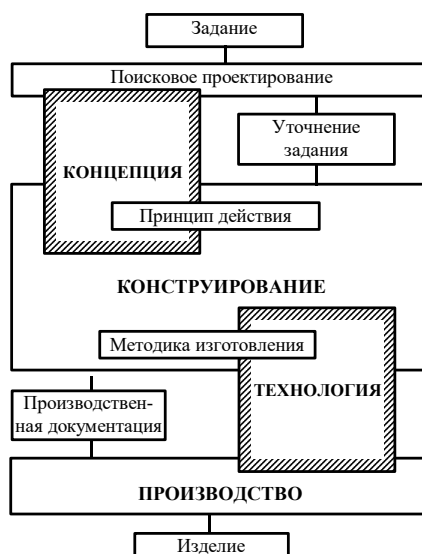 Задание
Поисковое проектирование
Уточнение
задания
КОНЦЕПЦИЯ
Принцип действия
КОНСТРУИРОВАНИЕ
Методика изготовления
ТЕХНОЛОГИЯ
Производствен-
ная документация
ПРОИЗВОДСТВО
Изделие